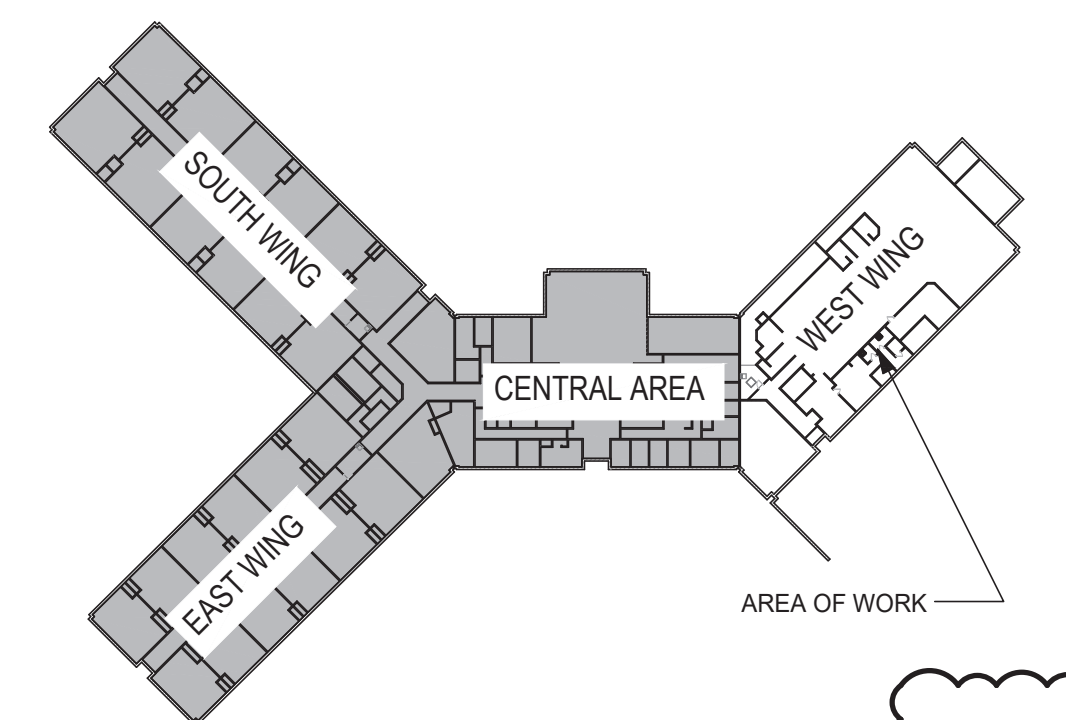 SOUTH WING
WEST WING
CENTRAL AREA
EAST WING
AREA OF WORK